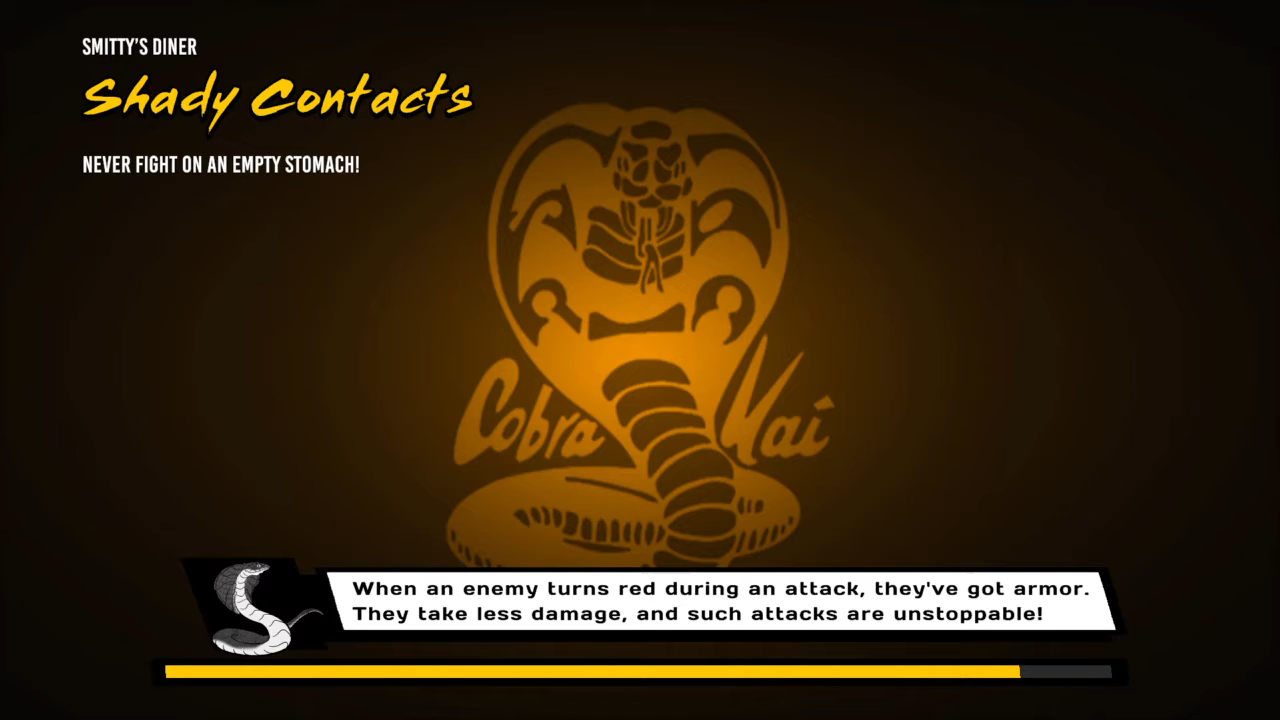 SMITTY'S DINER
Shady Contacts
NEVER FIGHT ON AN EMPTY STOMACH!
Cobra Kai
When an enemy turns red during an attack, they've got armor.
They take less damage, and such attacks are unstoppable!